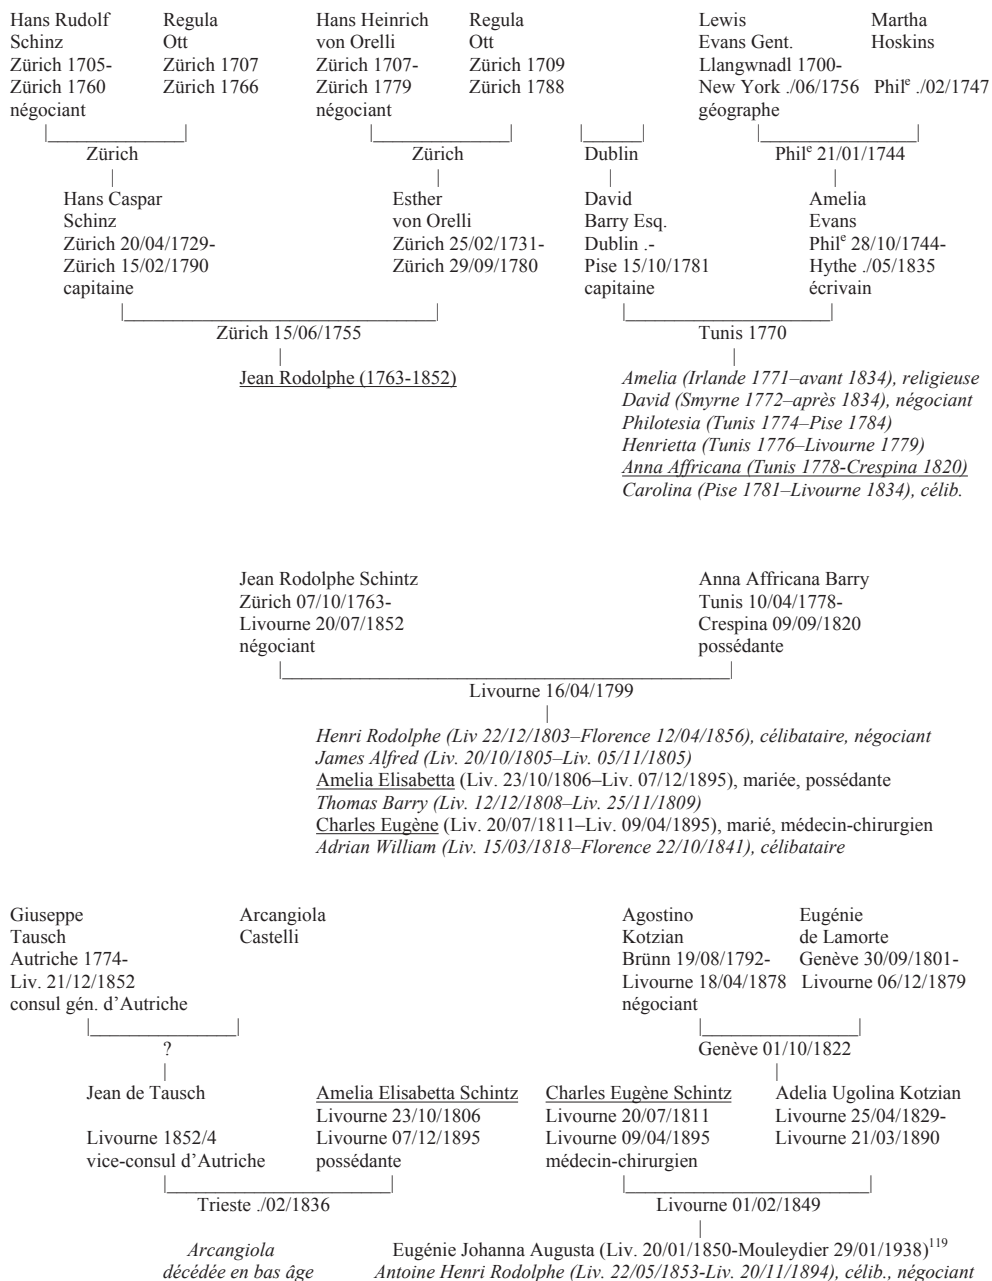 Hans Rudolf Regula Hans Heinrich Regula Lewis Martha
Schinz Ott von Orelli Ott Evans Gent. Hoskins
Zürich 1705- Zürich 1707 Zürich 1707- Zürich 1709 Llangwnadl 1700-
Zürich 1760 Zürich 1766 Zürich 1779 Zürich 1788 New York ./06/1756 Philᵉ ./02/1747
négociant négociant géographe
Zürich Zürich Dublin Philᵉ 21/01/1744
Hans Caspar Esther David Amelia
Schinz von Orelli Barry Esq. Evans
Zürich 20/04/1729- Zürich 25/02/1731- Dublin .- Philᵉ 28/10/1744-
Zürich 15/02/1790 Zürich 29/09/1780 Pise 15/10/1781 Hythe ./05/1835
capitaine capitaine écrivain
Zürich 15/06/1755 Tunis 1770
Jean Rodolphe (1763-1852) Amelia (Irlande 1771–avant 1834), religieuse
David (Smyrne 1772–après 1834), négociant
Philotesia (Tunis 1774–Pise 1784)
Henrietta (Tunis 1776–Livourne 1779)
Anna Affricana (Tunis 1778-Crespina 1820)
Carolina (Pise 1781–Livourne 1834), célib.
Jean Rodolphe Schintz Anna Affricana Barry
Zürich 07/10/1763- Tunis 10/04/1778-
Livourne 20/07/1852 Crespina 09/09/1820
négociant possédante
Livourne 16/04/1799
Henri Rodolphe (Liv 22/12/1803–Florence 12/04/1856), célibataire, négociant
James Alfred (Liv. 20/10/1805–Liv. 05/11/1805)
Amelia Elisabetta (Liv. 23/10/1806–Liv. 07/12/1895), mariée, possédante
Thomas Barry (Liv. 12/12/1808–Liv. 25/11/1809)
Charles Eugène (Liv. 20/07/1811–Liv. 09/04/1895), marié, médecin-chirurgien
Adrian William (Liv. 15/03/1818–Florence 22/10/1841), célibataire
Giuseppe Arcangiola Agostino Eugénie
Tausch Castelli Kotzian de Lamorte
Autriche 1774- Brünn 19/08/1792- Genève 30/09/1801-
Liv. 21/12/1852 Livourne 18/04/1878 Livourne 06/12/1879
consul gén. d'Autriche négociant
? Genève 01/10/1822
Jean de Tausch Amelia Elisabetta Schintz Charles Eugène Schintz Adelia Ugolina Kotzian
Livourne 23/10/1806 Livourne 20/07/1811 Livourne 25/04/1829-
Livourne 1852/4 Livourne 07/12/1895 Livourne 09/04/1895 Livourne 21/03/1890
vice-consul d'Autriche possédante médecin-chirurgien
Trieste ./02/1836 Livourne 01/02/1849
Arcangiola Eugénie Johanna Augusta (Liv. 20/01/1850-Mouleydier 29/01/1938)¹¹⁹
décédée en bas âge Antoine Henri Rodolphe (Liv. 22/05/1853-Liv. 20/11/1894), célib., négociant